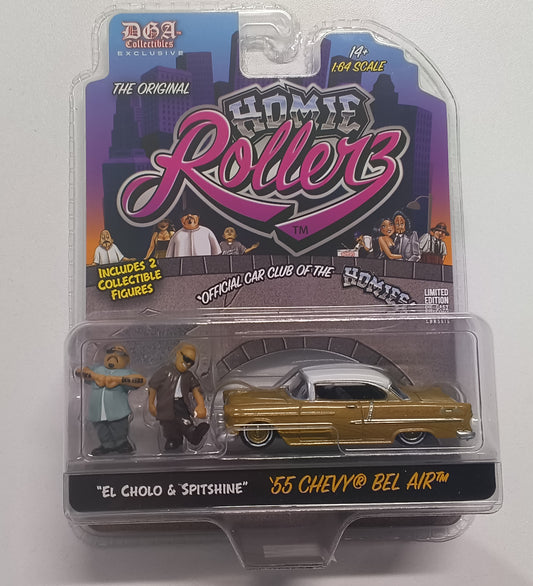 DGA
Collectibles
EXCLUSIVE
14+
1:64 SCALE
THE ORIGINAL
HOMIE
Rollerz
TM
INCLUDES 2
COLLECTIBLE
FIGURES
"OFFICIAL CAR CLUB OF THE HOMIES"
LIMITED
EDITION
"EL CHOLO & SPITSHINE"
'55 CHEVY® BEL AIR™